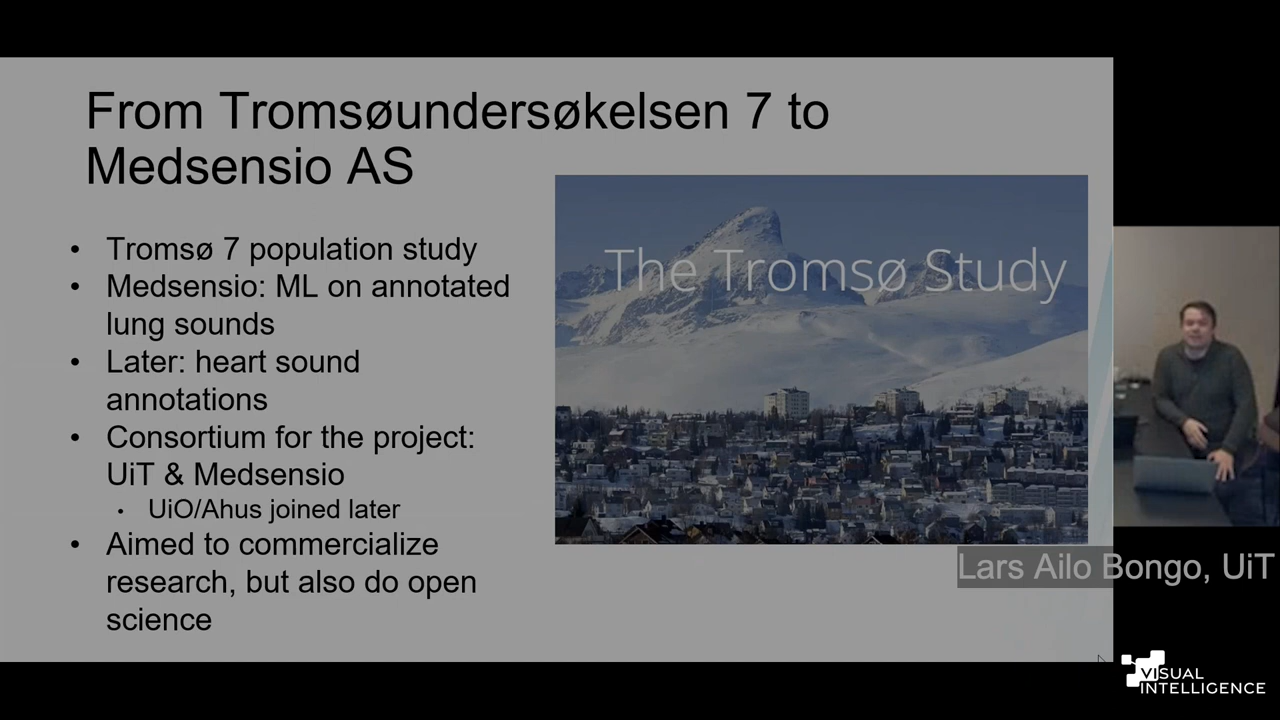 From Tromsøundersøkelsen 7 to
Medsensio AS
• Tromsø 7 population study
• Medsensio: ML on annotated
lung sounds
• Later: heart sound
annotations
• Consortium for the project:
UiT & Medsensio
• UiO/Ahus joined later
• Aimed to commercialize
research, but also do open
science
The Tromsø Study
Lars Ailo Bongo, UiT
VISUAL
INTELLIGENCE